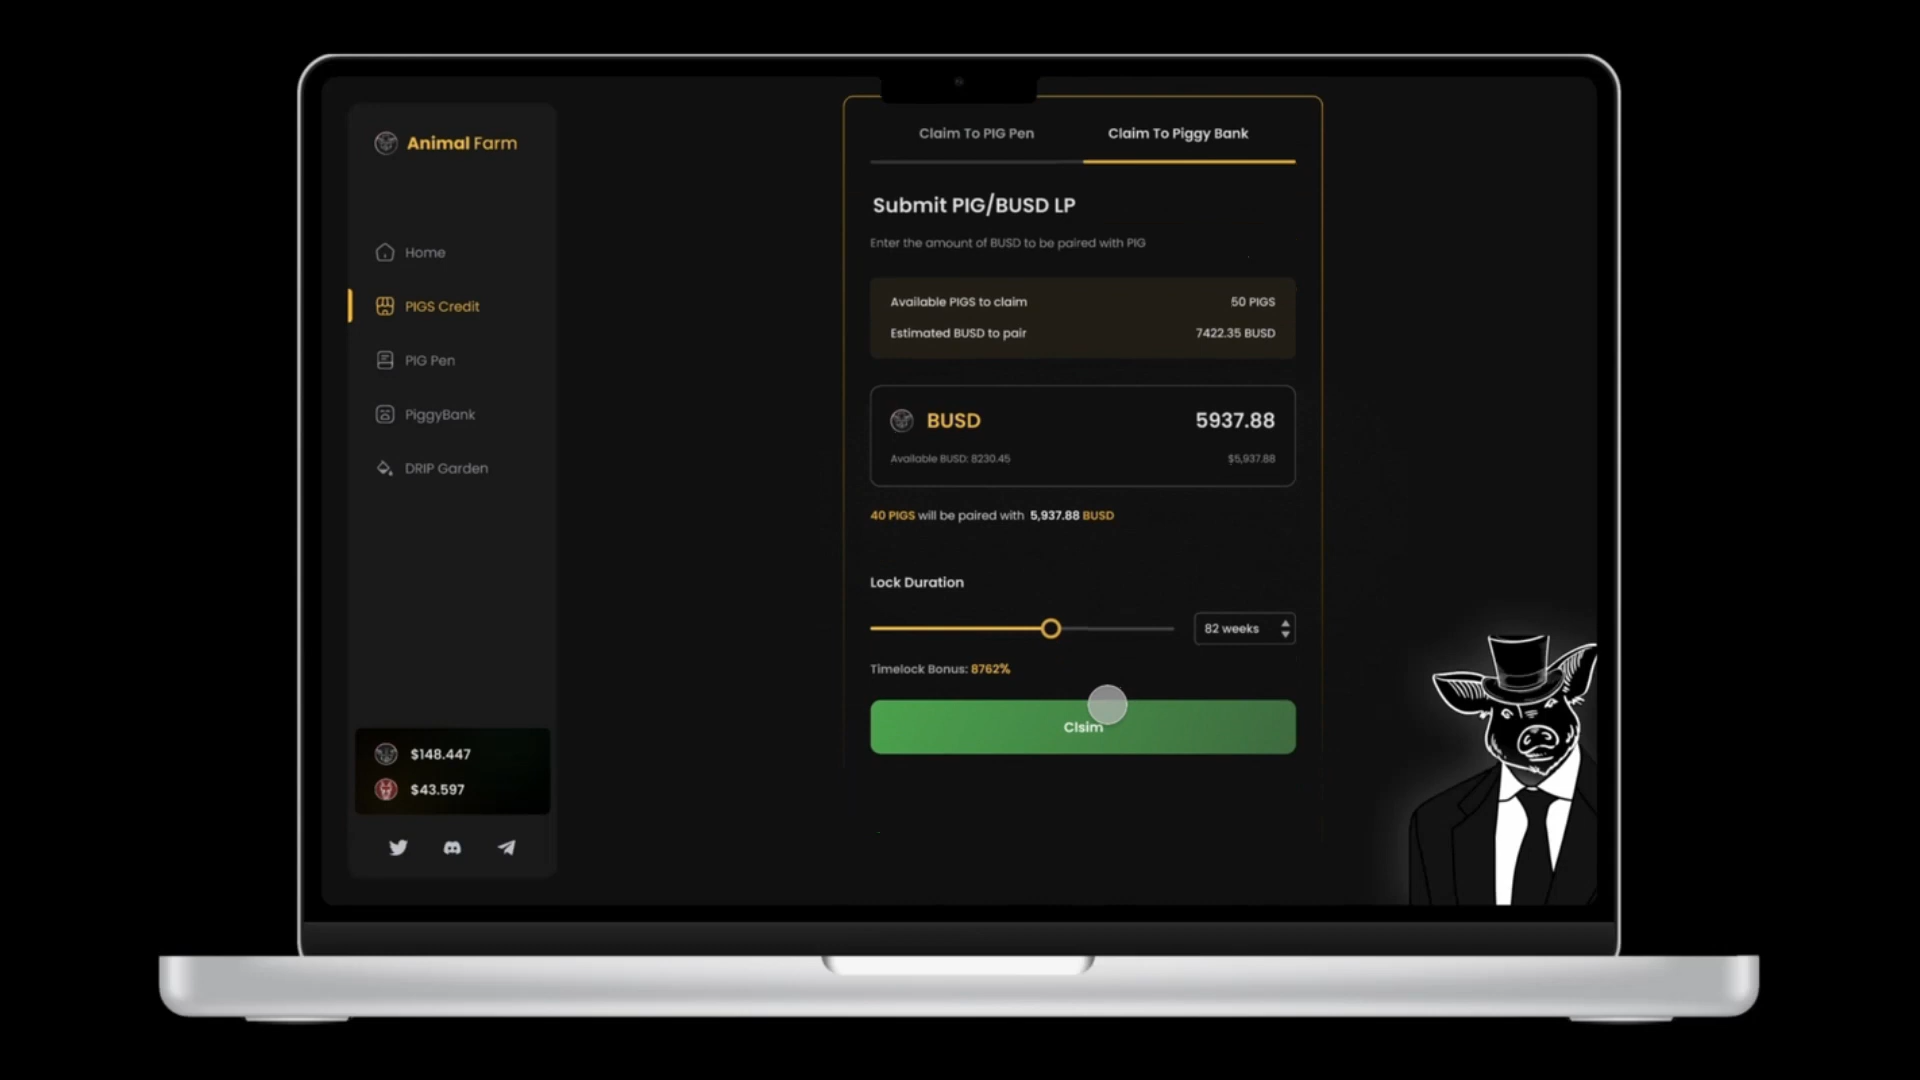 Animal Farm
Home
PIGS Credit
PIG Pen
PiggyBank
DRIP Garden
$148.447
$43.597
Claim To PIG Pen
Claim To Piggy Bank
Submit PIG/BUSD LP
Enter the amount of BUSD to be paired with PIG
Available PIGS to claim
50 PIGS
Estimated BUSD to pair
7422.35 BUSD
BUSD
5937.88
Available BUSD: 8230.45
$5,937.88
40 PIGS will be paired with 5,937.88 BUSD
Lock Duration
82 weeks
Timelock Bonus: 8762%
Clsim